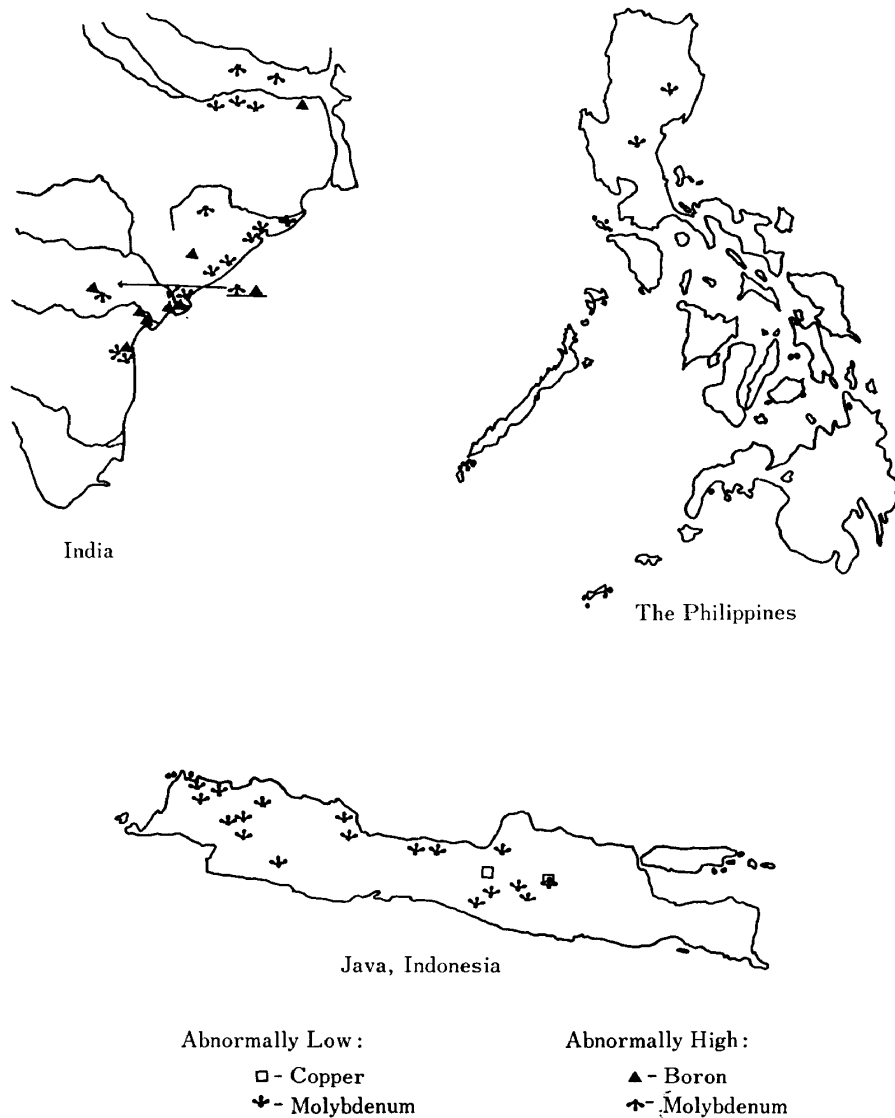 India
The Philippines
Java, Indonesia
Abnormally Low:
- Copper
- Molybdenum
Abnormally High:
- Boron
- Molybdenum